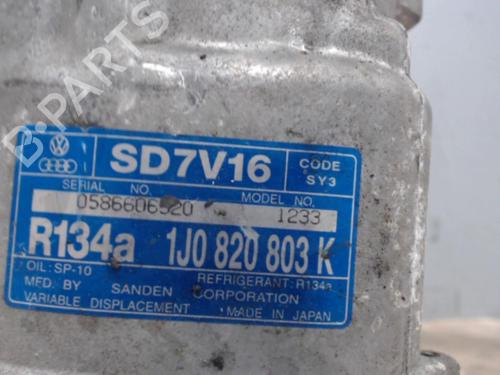 B-PARTS
SD7V16
CODE
SY3
SERIAL NO.
MODEL NO.
0586606520
1233
R134a 1J0 820 803 K
OIL:SP-10
REFRIGERANT:R134a
MFD. BY SANDEN CORPORATION
VARIABLE DISPLACEMENT
MADE IN JAPAN